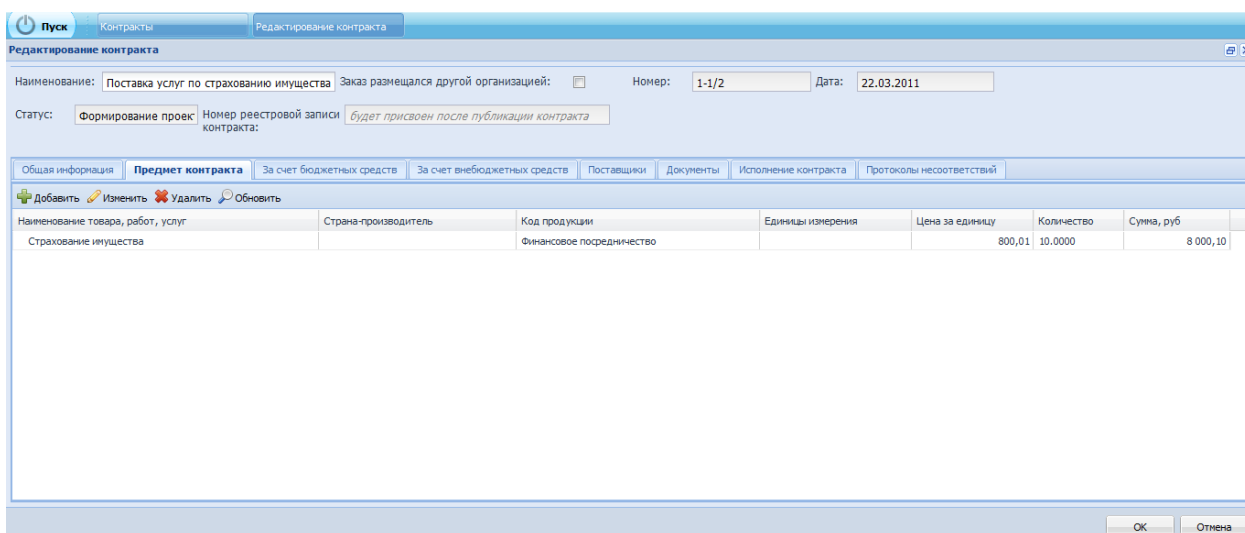 Пуск Контракты Редактирование контракта
Редактирование контракта
Наименование: Поставка услуг по страхованию имущества Заказ размещался другой организацией: Номер: 1-1/2 Дата: 22.03.2011
Статус: Формирование проек Номер реестровой записи будет присвоен после публикации контракта
контракта:
Общая информация Предмет контракта За счет бюджетных средств За счет внебюджетных средств Поставщики Документы Исполнение контракта Протоколы несоответствий
Добавить Изменить Удалить Обновить
Наименование товара, работ, услуг Страна-производитель Код продукции Единицы измерения Цена за единицу Количество Сумма, руб
Страхование имущества Финансовое посредничество 800,01 10.0000 8 000,10
OK Отмена